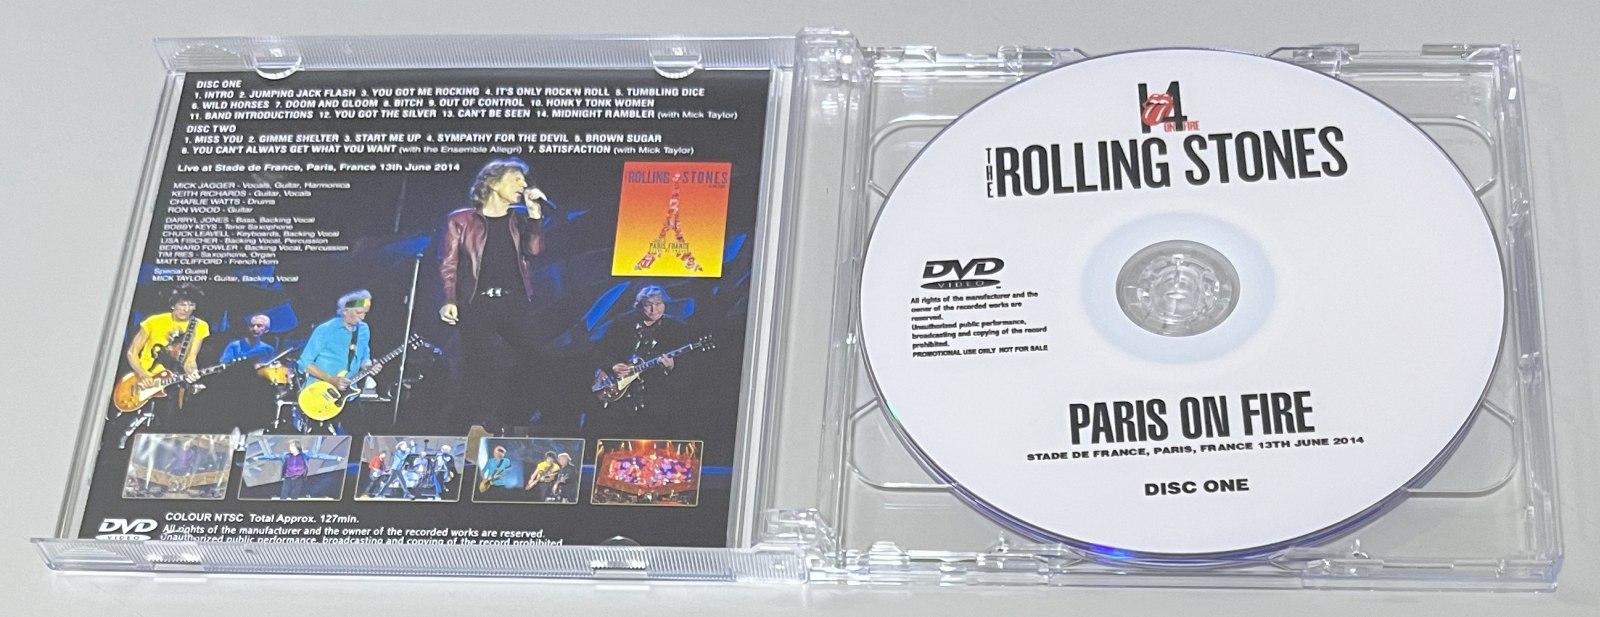 DISC ONE
1. INTRO 2. JUMPING JACK FLASH 3. YOU GOT ME ROCKING 4. IT'S ONLY ROCK'N ROLL 5. TUMBLING DICE
6. WILD HORSES 7. DOOM AND GLOOM 8. BITCH 9. OUT OF CONTROL 10. HONKY TONK WOMEN
11. BAND INTRODUCTIONS 12. YOU GOT THE SILVER 13. CAN'T BE SEEN 14. MIDNIGHT RAMBLER (with Mick Taylor)
DISC TWO
1. MISS YOU 2. GIMME SHELTER 3. START ME UP 4. SYMPATHY FOR THE DEVIL 5. BROWN SUGAR
6. YOU CAN'T ALWAYS GET WHAT YOU WANT (with the Ensemble Allegri) 7. SATISFACTION (with Mick Taylor)
Live at Stade de France, Paris, France 13th June 2014
MICK JAGGER - Vocals, Guitar, Harmonica
KEITH RICHARDS - Guitar, Vocals
CHARLIE WATTS - Drums
RON WOOD - Guitar
DARRYL JONES - Bass, Backing Vocal
BOBBY KEYS - Tenor Saxophone
CHUCK LEAVELL - Keyboards, Backing Vocal
LISA FISCHER - Backing Vocal, Percussion
BERNARD FOWLER - Backing Vocal, Percussion
TIM RIES - Saxophone, Organ
MATT CLIFFORD - French Horn
Special Guest
MICK TAYLOR - Guitar, Backing Vocal
ROLLING STONES
PARIS, FRANCE
COLOUR NTSC Total Approx. 127min.
DVD
VIDEO
All rights of the manufacturer and the owner of the recorded works are reserved.
Unauthorized public performance, broadcasting and copying of the record prohibited
14
ON FIRE
THE ROLLING STONES
DVD
VIDEO
All rights of the manufacturer and the
owner of the recorded works are
reserved.
Unauthorized public performance,
broadcasting and copying of the record
prohibited.
PROMOTIONAL USE ONLY NOT FOR SALE
PARIS ON FIRE
STADE DE FRANCE, PARIS, FRANCE 13TH JUNE 2014
DISC ONE